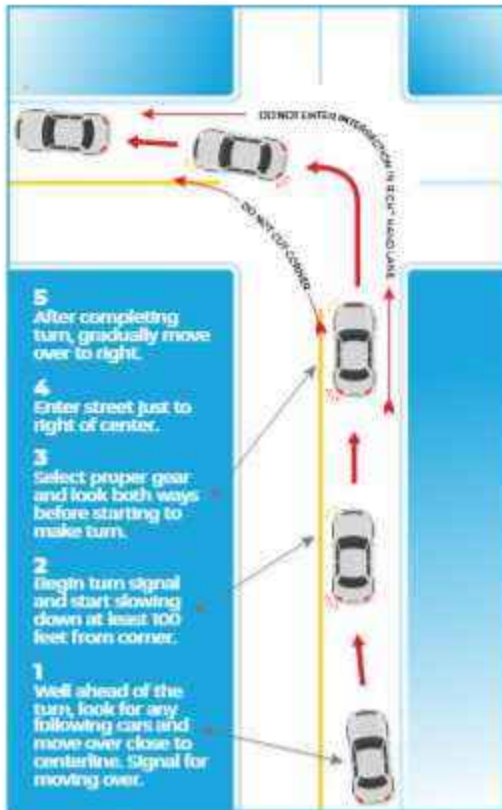 DO NOT ENTER INTERSECTION IN RIGHT HAND LANE
DO NOT CUT CORNER
5
After completing
turn, gradually move
over to right.
4
Enter street just to
right of center.
3
Select proper gear
and look both ways
before starting to
make turn.
2
Begin turn signal
and start slowing
down at least 100
feet from corner.
1
Well ahead of the
turn, look for any
following cars and
move over close to
centerline. Signal for
moving over.